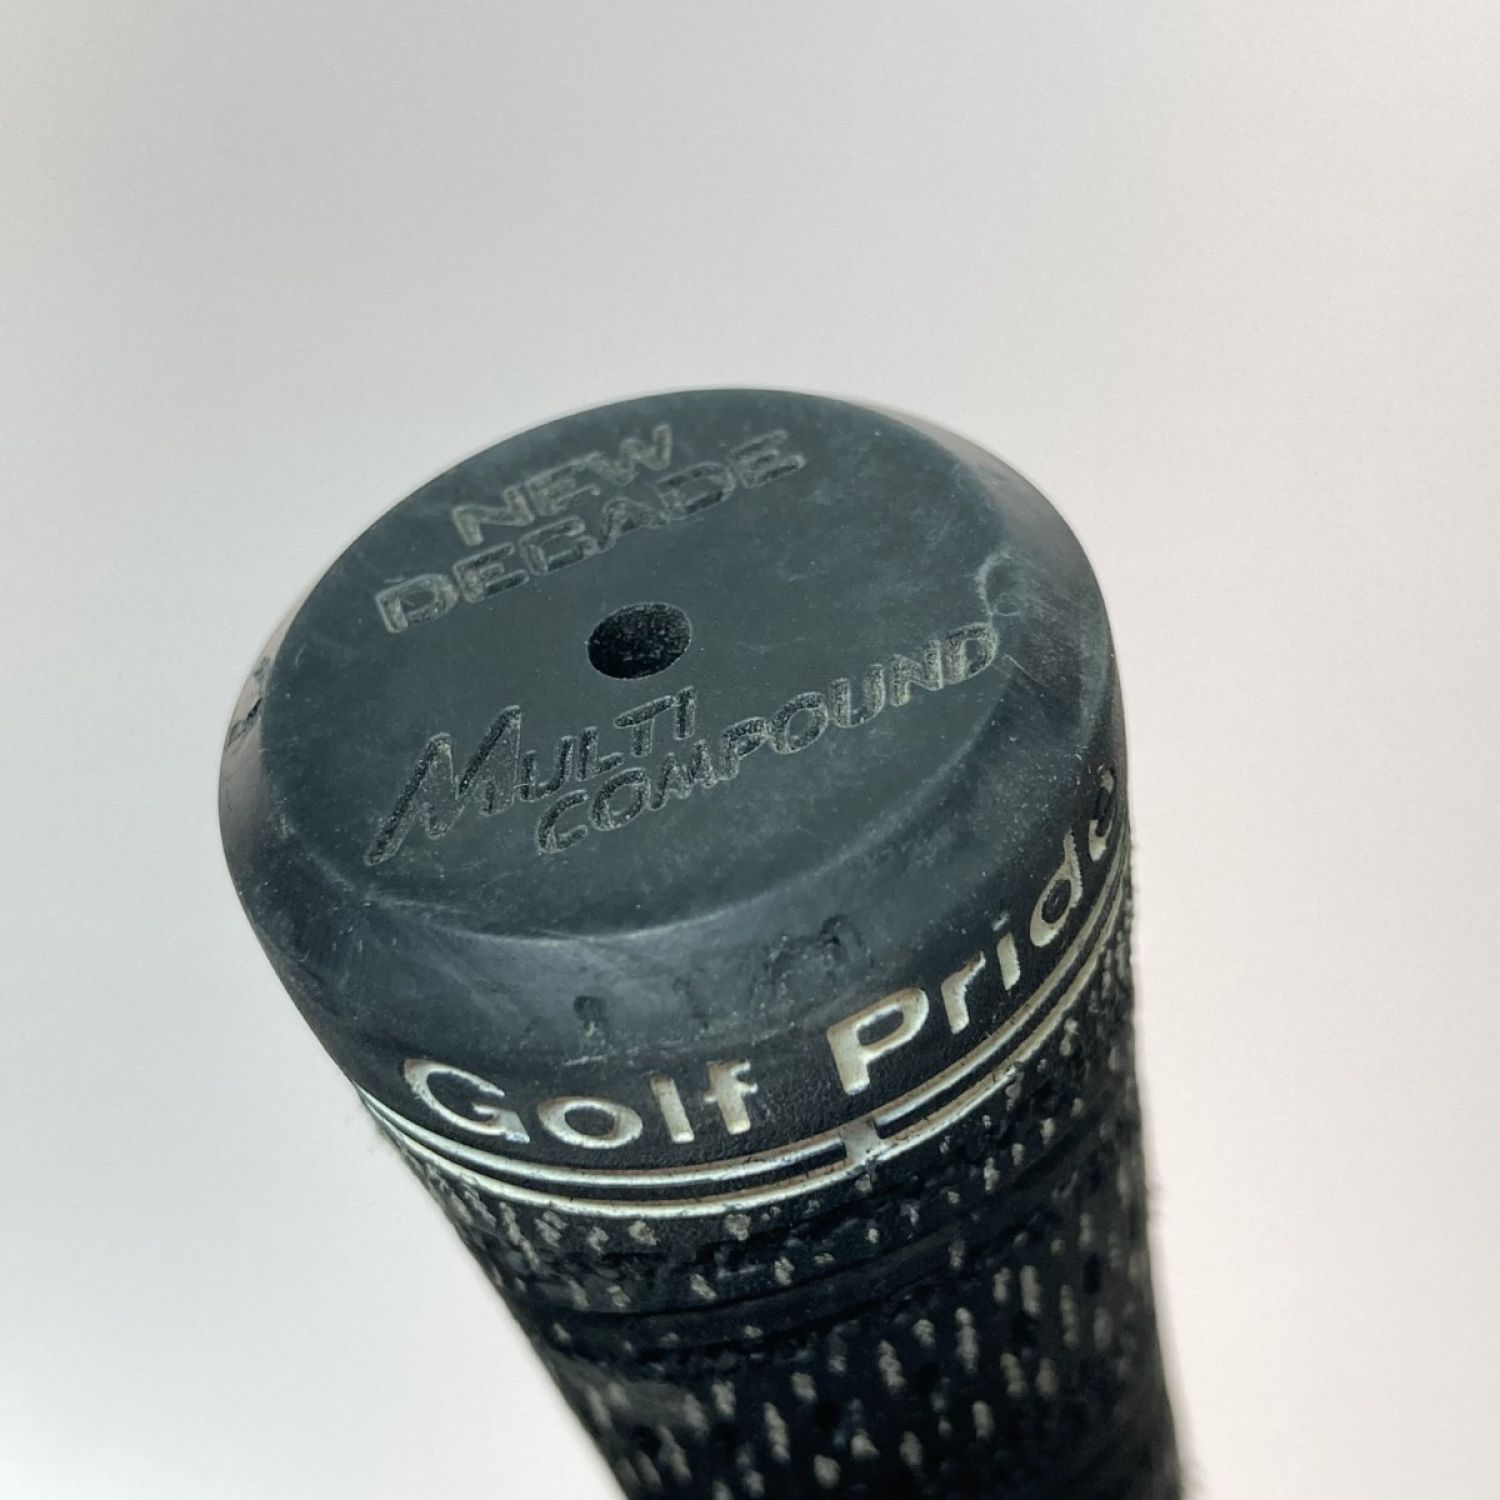 NEW
DECADE
MULTI
COMPOUND
Golf Pride